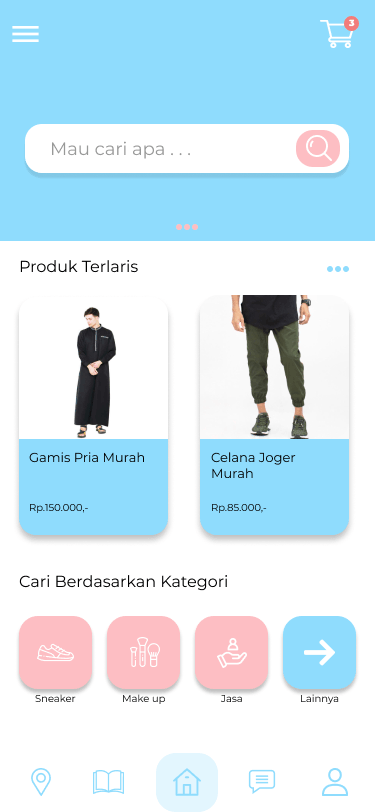 3
Mau cari apa . . .
Produk Terlaris
Gamis Pria Murah
Rp.150.000,-
Celana Joger
Murah
Rp.85.000,-
Cari Berdasarkan Kategori
Sneaker
Make up
Jasa
Lainnya